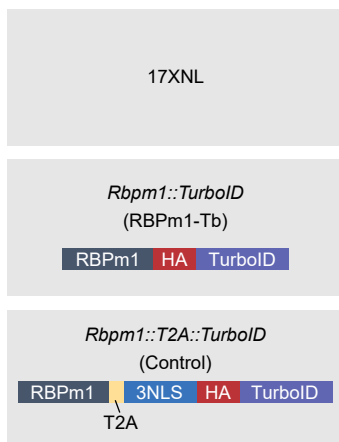 17XNL
Rbpm1::TurboID
(RBPm1-Tb)
RBPm1 HA TurboID
Rbpm1::T2A::TurboID
(Control)
RBPm1 3NLS HA TurboID
T2A